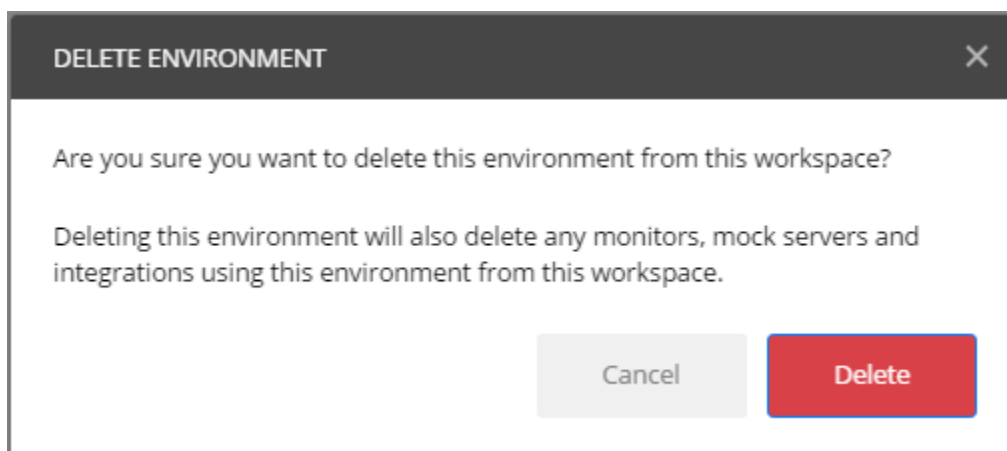 DELETE ENVIRONMENT
Are you sure you want to delete this environment from this workspace?
Deleting this environment will also delete any monitors, mock servers and
integrations using this environment from this workspace.
Cancel
Delete